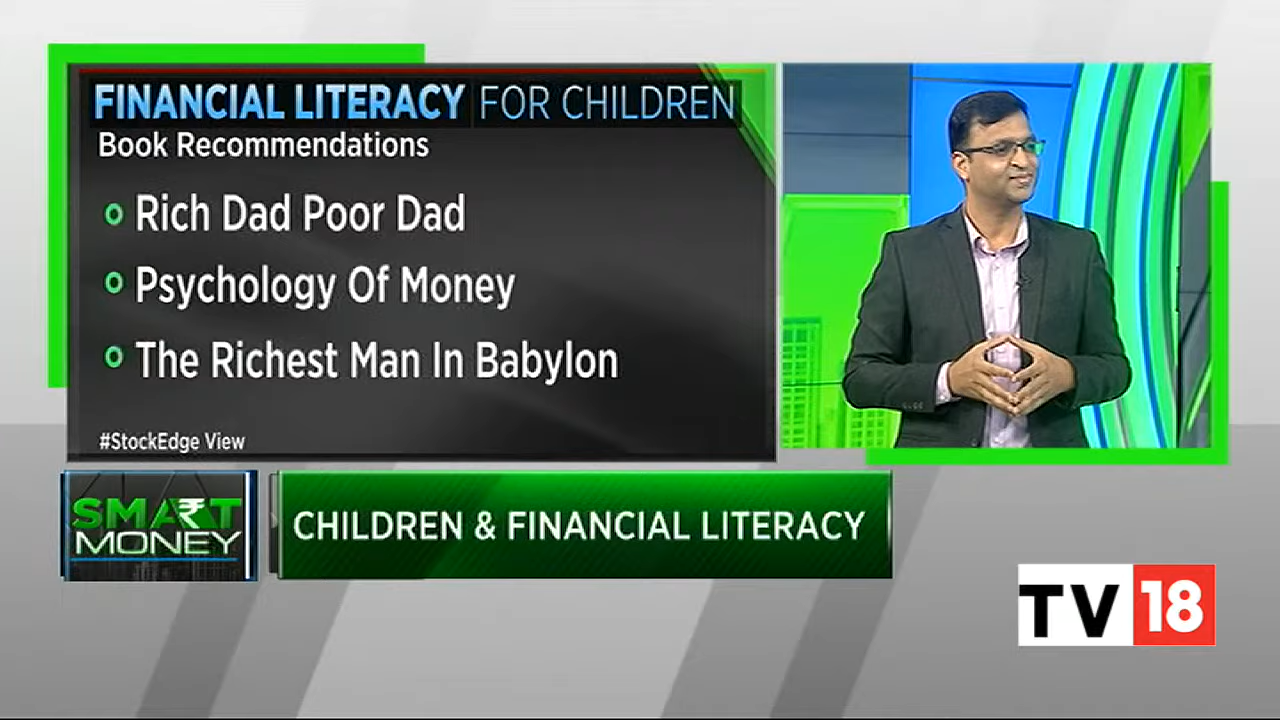 FINANCIAL LITERACY FOR CHILDREN
Book Recommendations
Rich Dad Poor Dad
Psychology Of Money
The Richest Man In Babylon
#StockEdge View
SMA₹T
MONEY
CHILDREN & FINANCIAL LITERACY
TV18